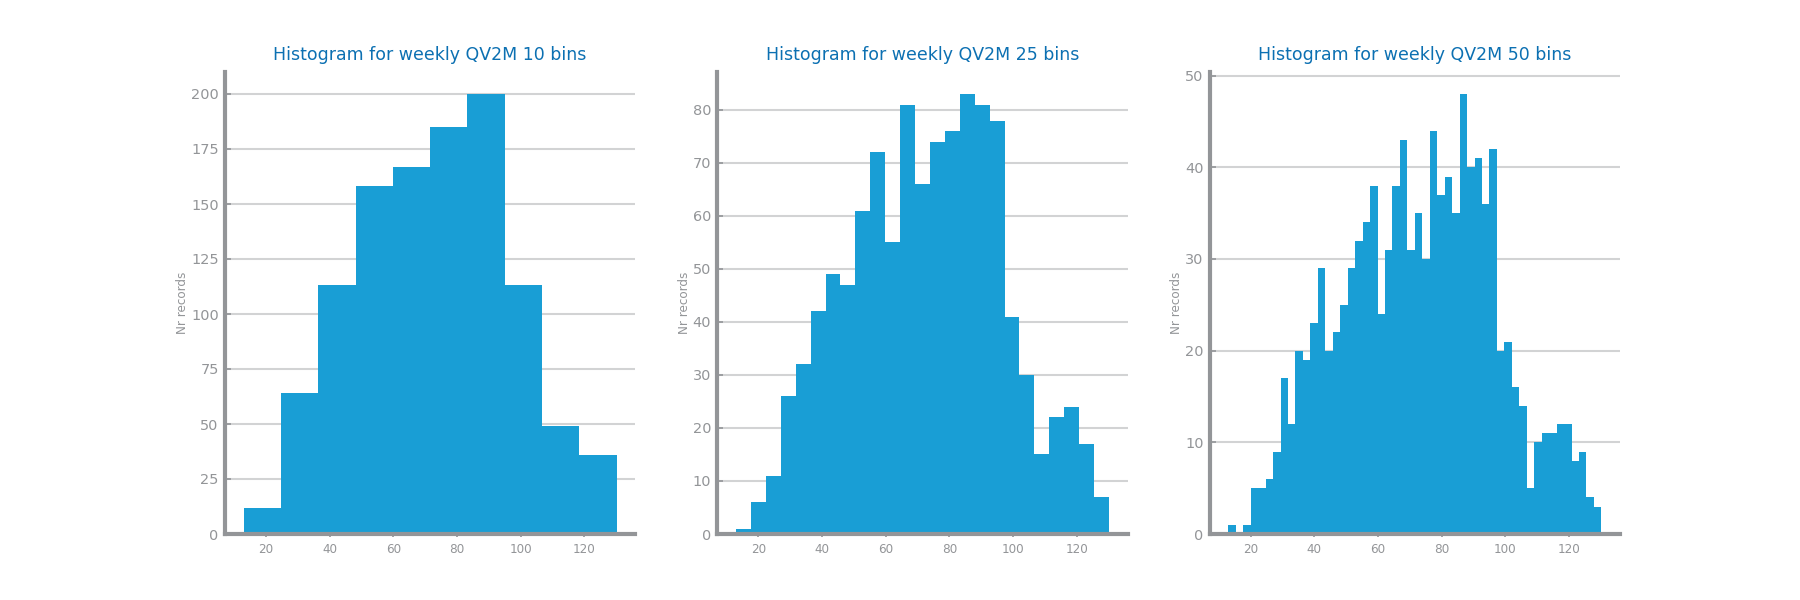 Histogram for weekly QV2M 10 bins
Nr records
200
175
150
125
100
75
50
25
0
20 40 60 80 100 120
Histogram for weekly QV2M 25 bins
Nr records
80
70
60
50
40
30
20
10
0
20 40 60 80 100 120
Histogram for weekly QV2M 50 bins
Nr records
50
40
30
20
10
0
20 40 60 80 100 120